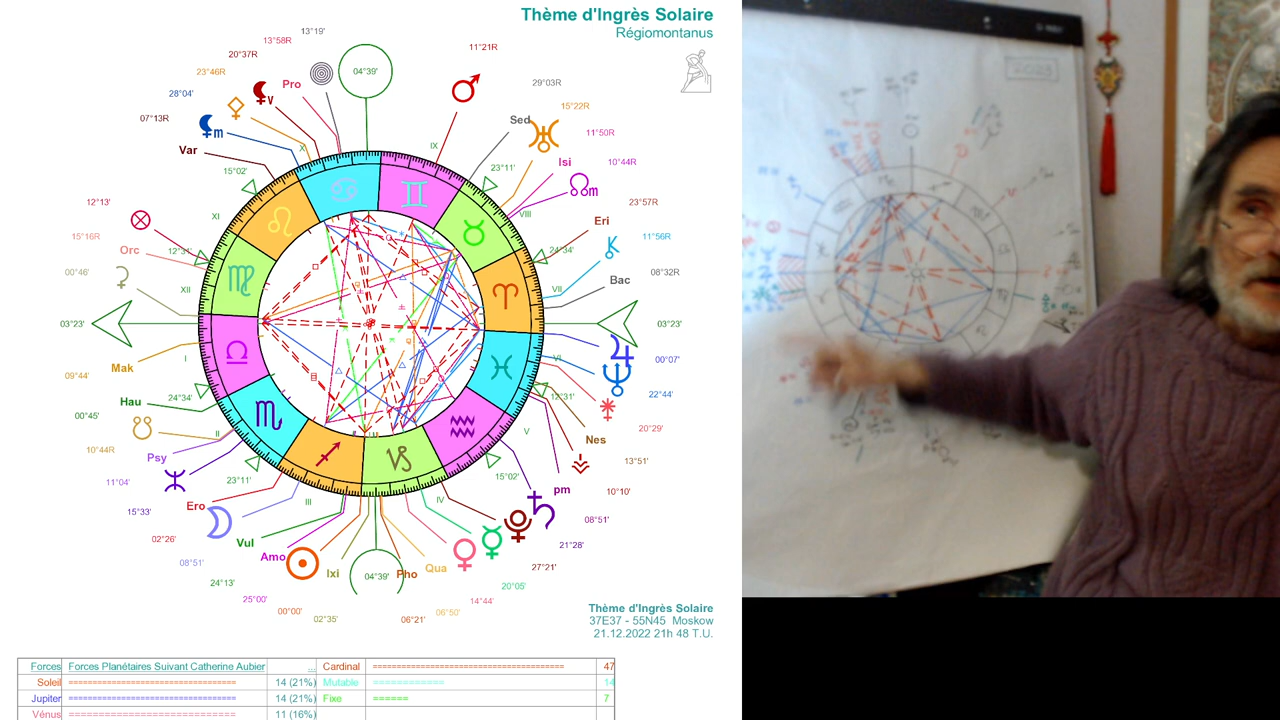 Thème d'Ingrès Solaire
Régiomontanus
13°19'
13°58R
20°37R
23°46R
28°04'
07°13R
Pro
04°39'
11°21R
29°03R
15°22R
Sed
11°50R
Isi
10°44R
m
V
m
Var
15°02'
X
IX
23°11'
VIII
23°57R
Eri
11°56R
12°13'
XI
15°16R
Orc
12°31'
24°34'
08°32R
Bac
00°46'
XII
VII
03°23'
03°23'
Mak
I
VI
00°07'
09°44'
22°44'
Hau
24°34'
12°31'
00°45'
II
V
20°29'
10°44R
Psy
Nes
11°04'
23°11'
15°02'
13°51'
15°33'
Ero
III
IV
pm
10°10'
02°26'
Vul
08°51'
08°51'
Amo
Ixi
04°39'
Pho
Qua
21°28'
24°13'
27°21'
25°00'
20°05'
00°00'
02°35'
06°21'
06°50'
14°44'
Thème d'Ingrès Solaire
37E37 - 55N45 Moskow
21.12.2022 21h 48 T.U.
Forces Forces Planétaires Suivant Catherine Aubier ... Cardinal ======================================== 47
Soleil =================================== 14 (21%) Mutable ============ 14
Jupiter =================================== 14 (21%) Fixe ====== 7
Vénus =========================== 11 (16%)